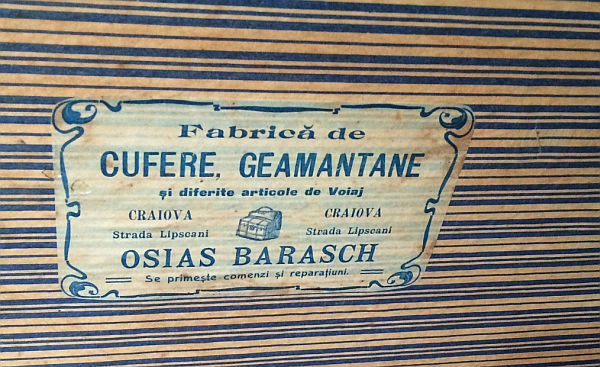 Fabrică de
CUFERE, GEAMANTANE
și diferite articole de Voiaj
CRAIOVA CRAIOVA
Strada Lipscani Strada Lipscani
OSIAS BARASCH
Se primește comenzi și reparațiuni.